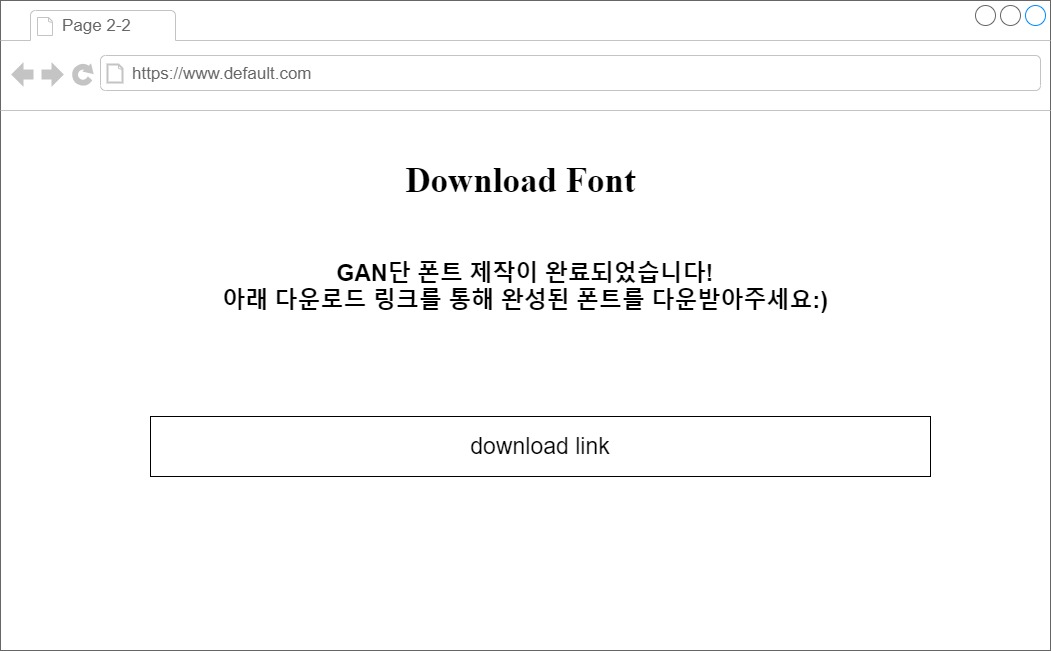 Page 2-2
https://www.default.com
Download Font
GAN단 폰트 제작이 완료되었습니다!
아래 다운로드 링크를 통해 완성된 폰트를 다운받아주세요:)
download link